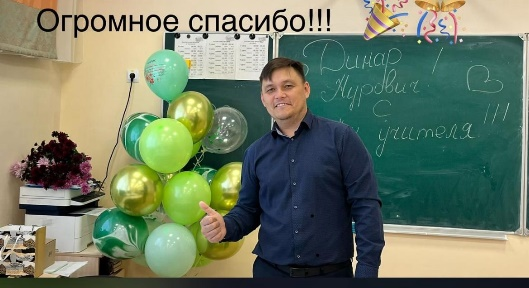 Огромное спасибо!!!
Динар !
Нурович
с
учителя !!!